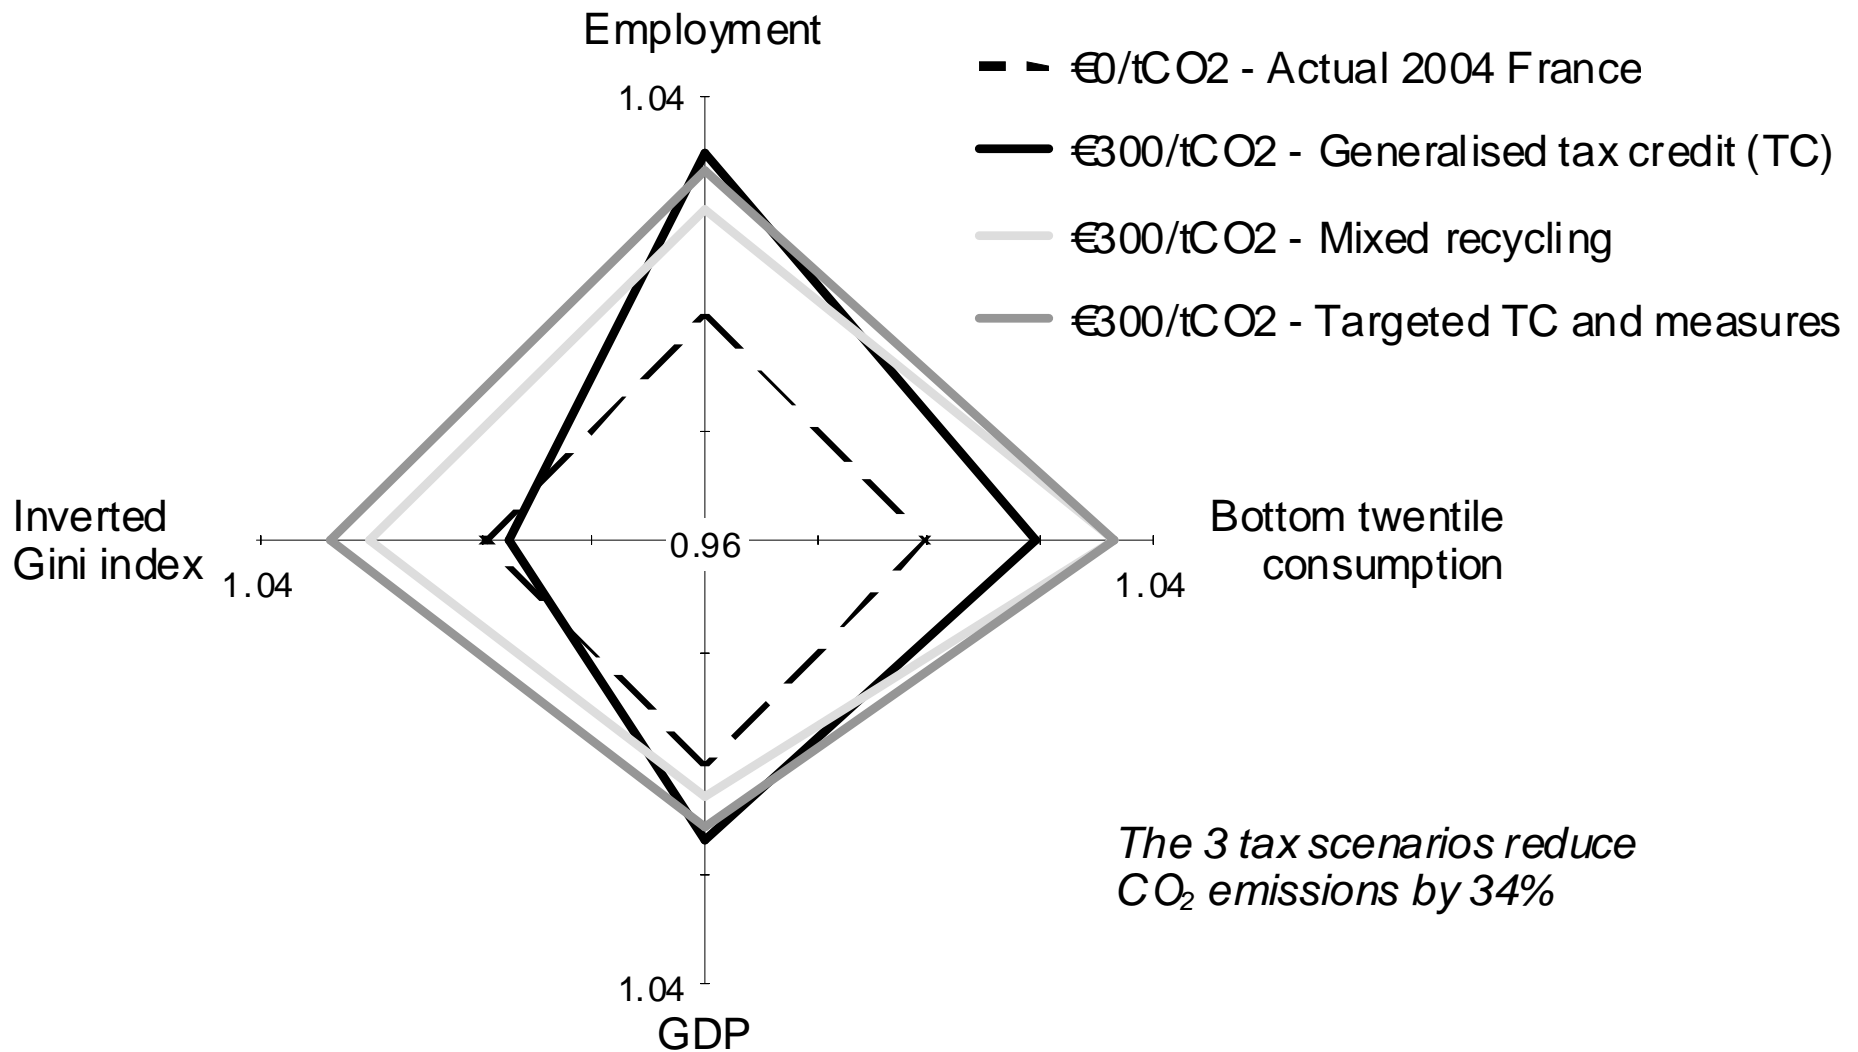 Employment
1.04
€0/tCO2 - Actual 2004 France
€300/tCO2 - Generalised tax credit (TC)
€300/tCO2 - Mixed recycling
€300/tCO2 - Targeted TC and measures
Inverted
Gini index
1.04
0.96
Bottom twentile
consumption
1.04
The 3 tax scenarios reduce
CO₂ emissions by 34%
1.04
GDP